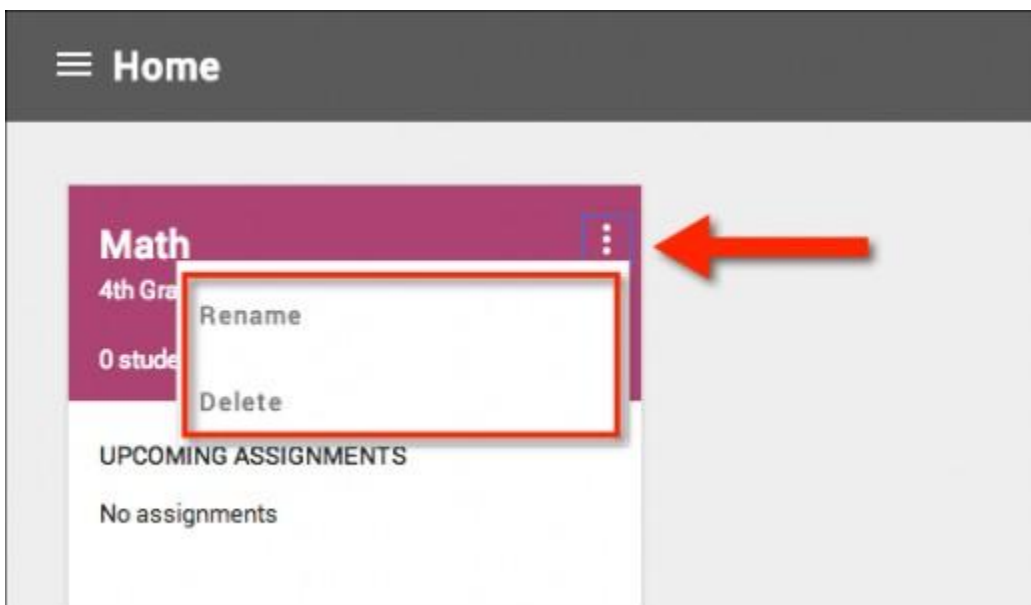 Home
Math
4th Gra
0 stude
Rename
Delete
UPCOMING ASSIGNMENTS
No assignments